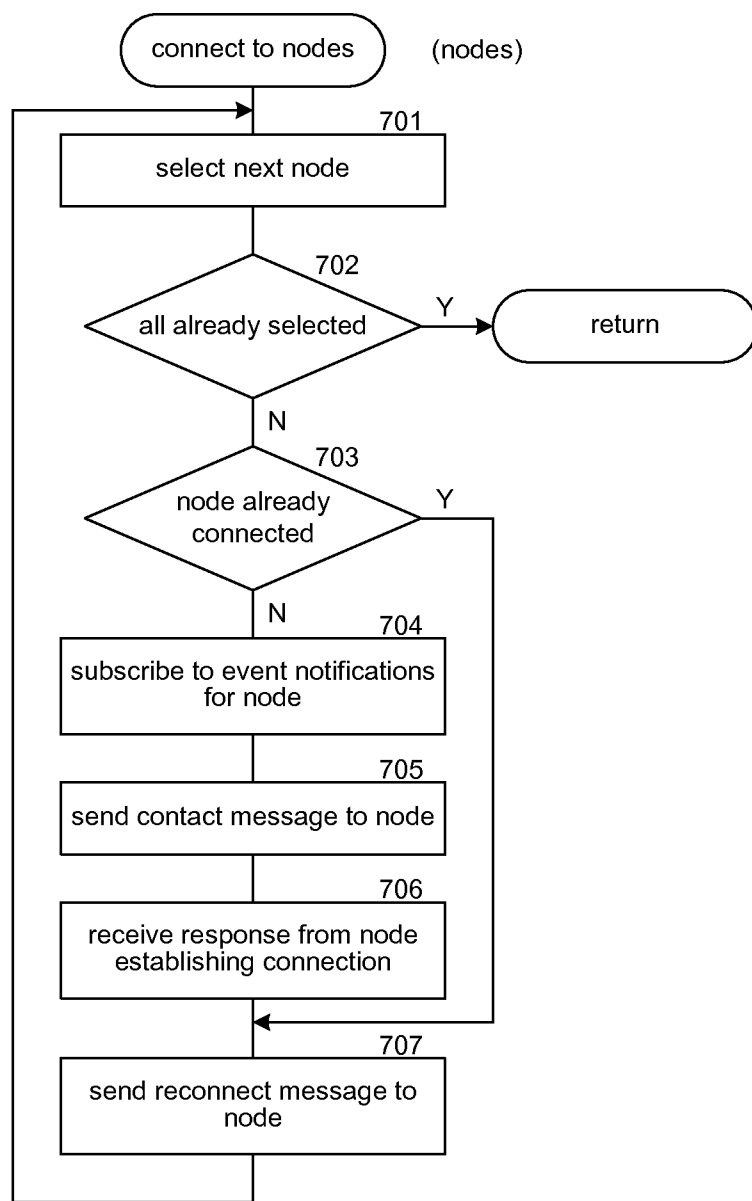 connect to nodes
(nodes)
701
select next node
702
all already selected
Y
return
N
703
node already
connected
Y
N
704
subscribe to event notifications
for node
705
send contact message to node
706
receive response from node
establishing connection
707
send reconnect message to
node